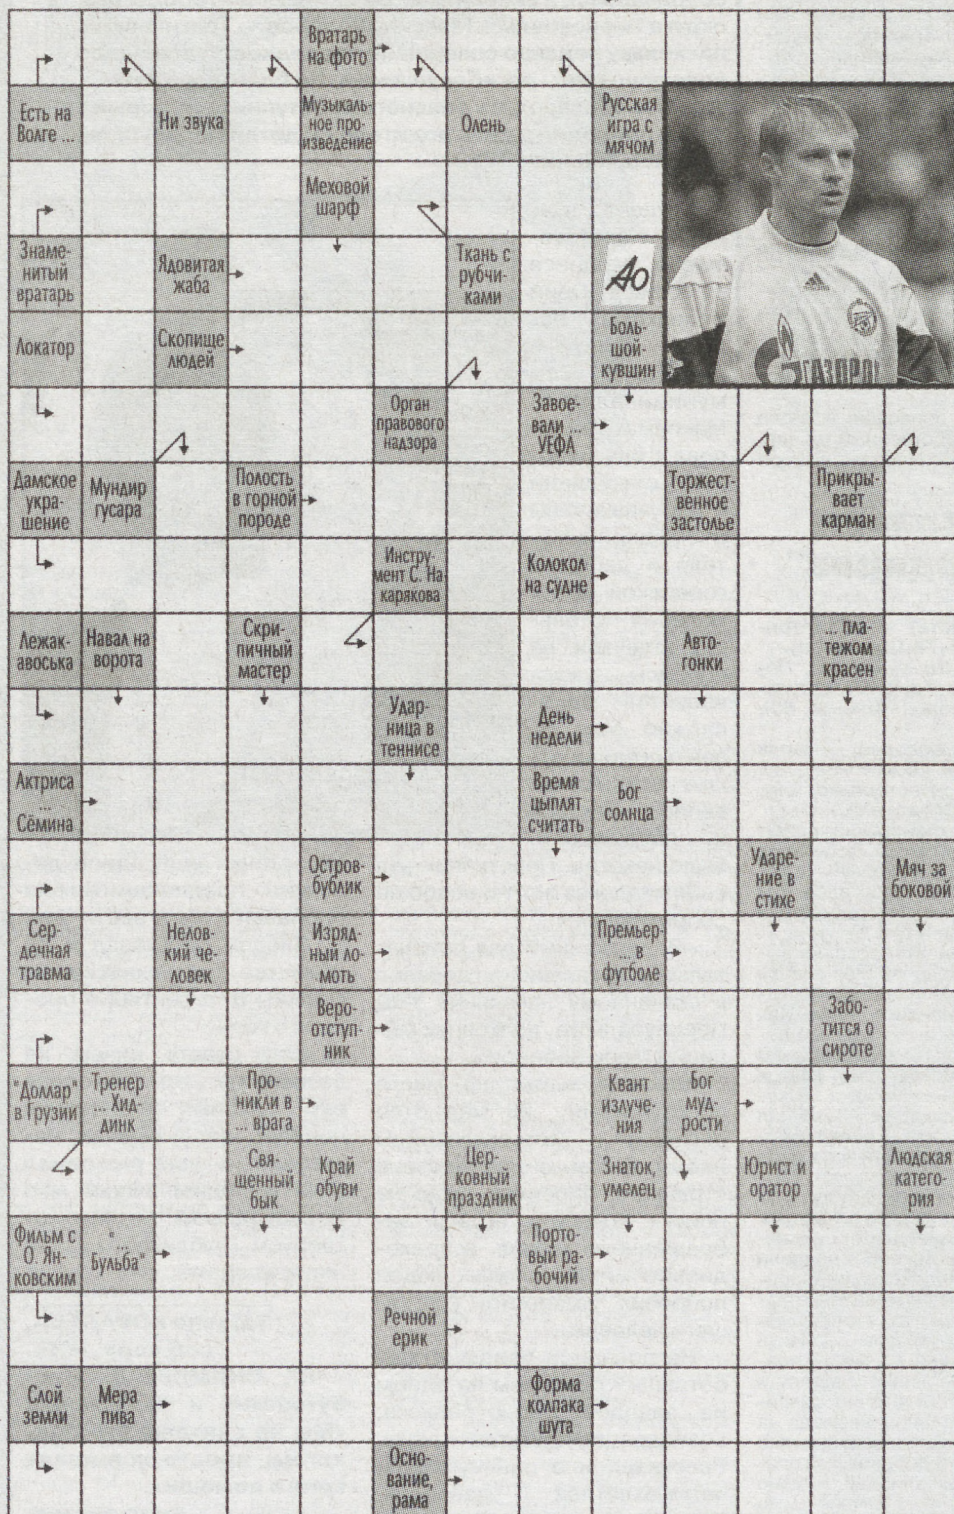 Вратарь
на фото
Есть на
Волге ...
Ни звука
Музыкаль-
ное про-
изведение
Олень
Русская
игра с
мячом
Меховой
шарф
Знаме-
нитый
вратарь
Ядовитая
жаба
Ткань с
рубчи-
ками
АО
Локатор
Скопище
людей
Боль-
шой-
кувшин
ГАЗПРОМ
Орган
правового
надзора
Завое-
вали ...
УЕФА
Дамское
укра-
шение
Мундир
гусара
Полость
в горной
породе
Торжест-
венное
застолье
Прикры-
вает
карман
Инстру-
мент С. На-
карякова
Колокол
на судне
Лежак-
авоська
Навал на
ворота
Скри-
пичный
мастер
Авто-
гонки
... пла-
тежом
красен
Удар-
ница в
теннисе
День
недели
Актриса
...
Сёмина
Время
цыплят
считать
Бог
солнца
Остров-
бублик
Ударе-
ние в
стихе
Мяч за
боковой
Сер-
дечная
травма
Нелов-
кий че-
ловек
Изряд-
ный ло-
моть
Премьер-
... в
футболе
Веро-
отступ-
ник
Забо-
тится о
сироте
"Доллар"
в Грузии
Тренер
... Хид-
динк
Про-
никли в
... врага
Квант
излуче-
ния
Бог
муд-
рости
Свя-
щенный
бык
Край
обуви
Цер-
ковный
праздник
Знаток,
умелец
Юрист и
оратор
Людская
катего-
рия
Фильм с
О. Ян-
ковским
"...
Бульба"
Порто-
вый ра-
бочий
Речной
ерик
Слой
земли
Мера
пива
Форма
колпака
шута
Осно-
вание,
рама